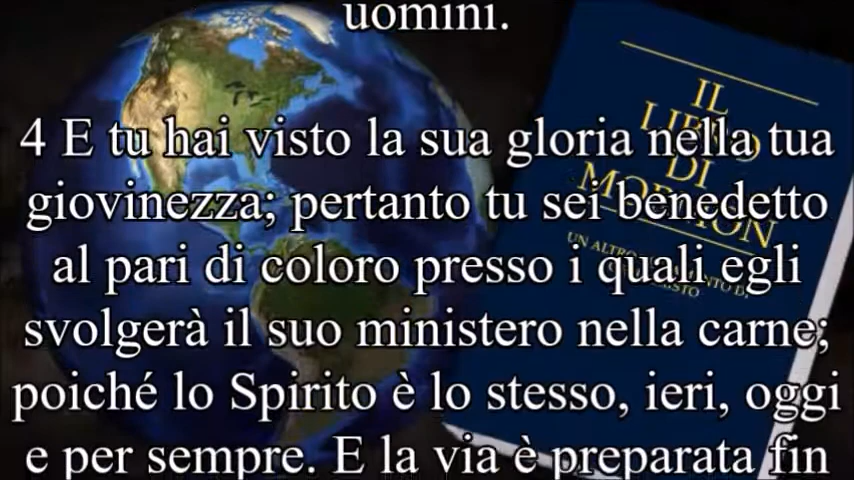 uomini.
4 E tu hai visto la sua gloria nella tua
giovinezza; pertanto tu sei benedetto
al pari di coloro presso i quali egli
svolgerà il suo ministero nella carne;
poiché lo Spirito è lo stesso, ieri, oggi
e per sempre. E la via è preparata fin
IL
LIBRO
DI
MORMON
UN ALTRO